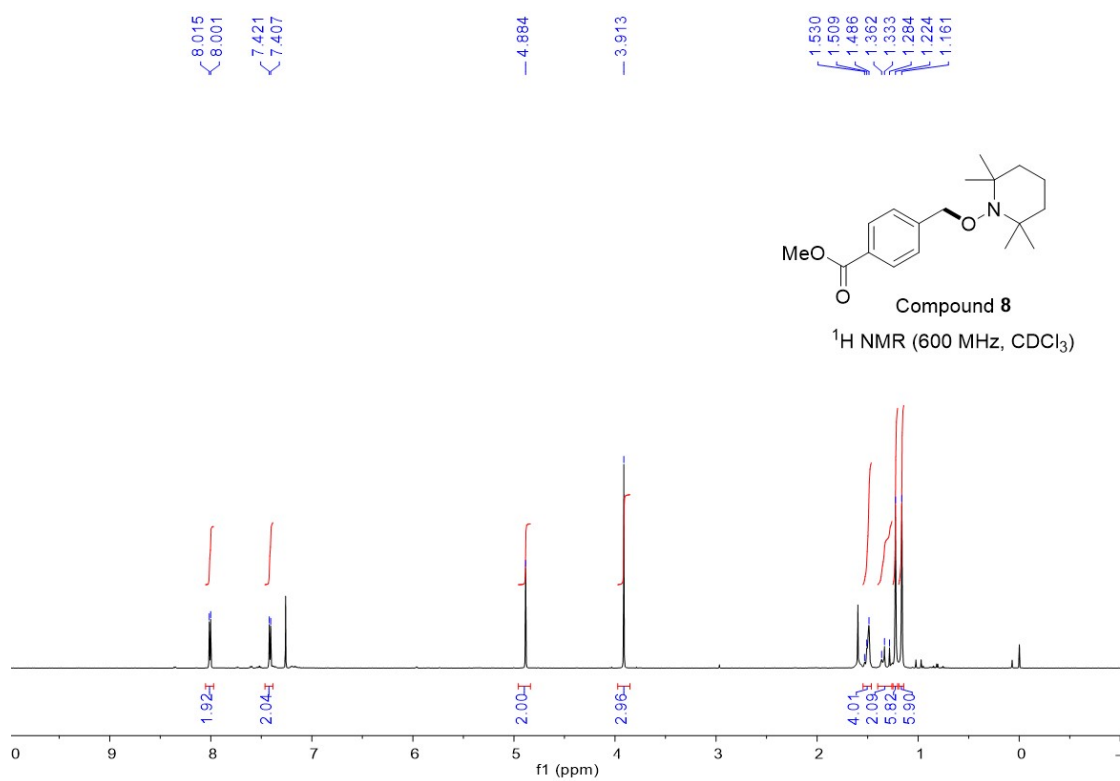 8.015
8.001
7.421
7.407
4.884
3.913
1.530
1.509
1.486
1.362
1.333
1.284
1.224
1.161
N
O
MeO
O
Compound 8
¹H NMR (600 MHz, CDCl₃)
1.92
2.04
2.00
2.96
4.01
2.09
5.82
5.90
0 9 8 7 6 5 4 3 2 1 0
f1 (ppm)